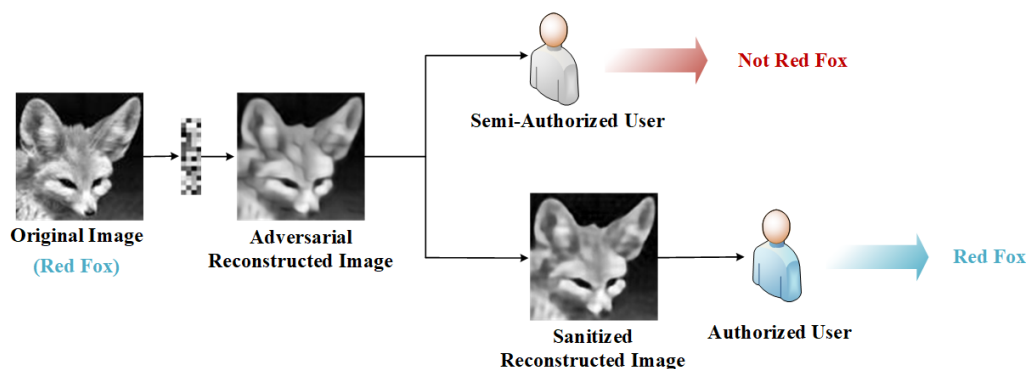 Original Image
(Red Fox)
Adversarial
Reconstructed Image
Semi-Authorized User
Not Red Fox
Sanitized
Reconstructed Image
Authorized User
Red Fox